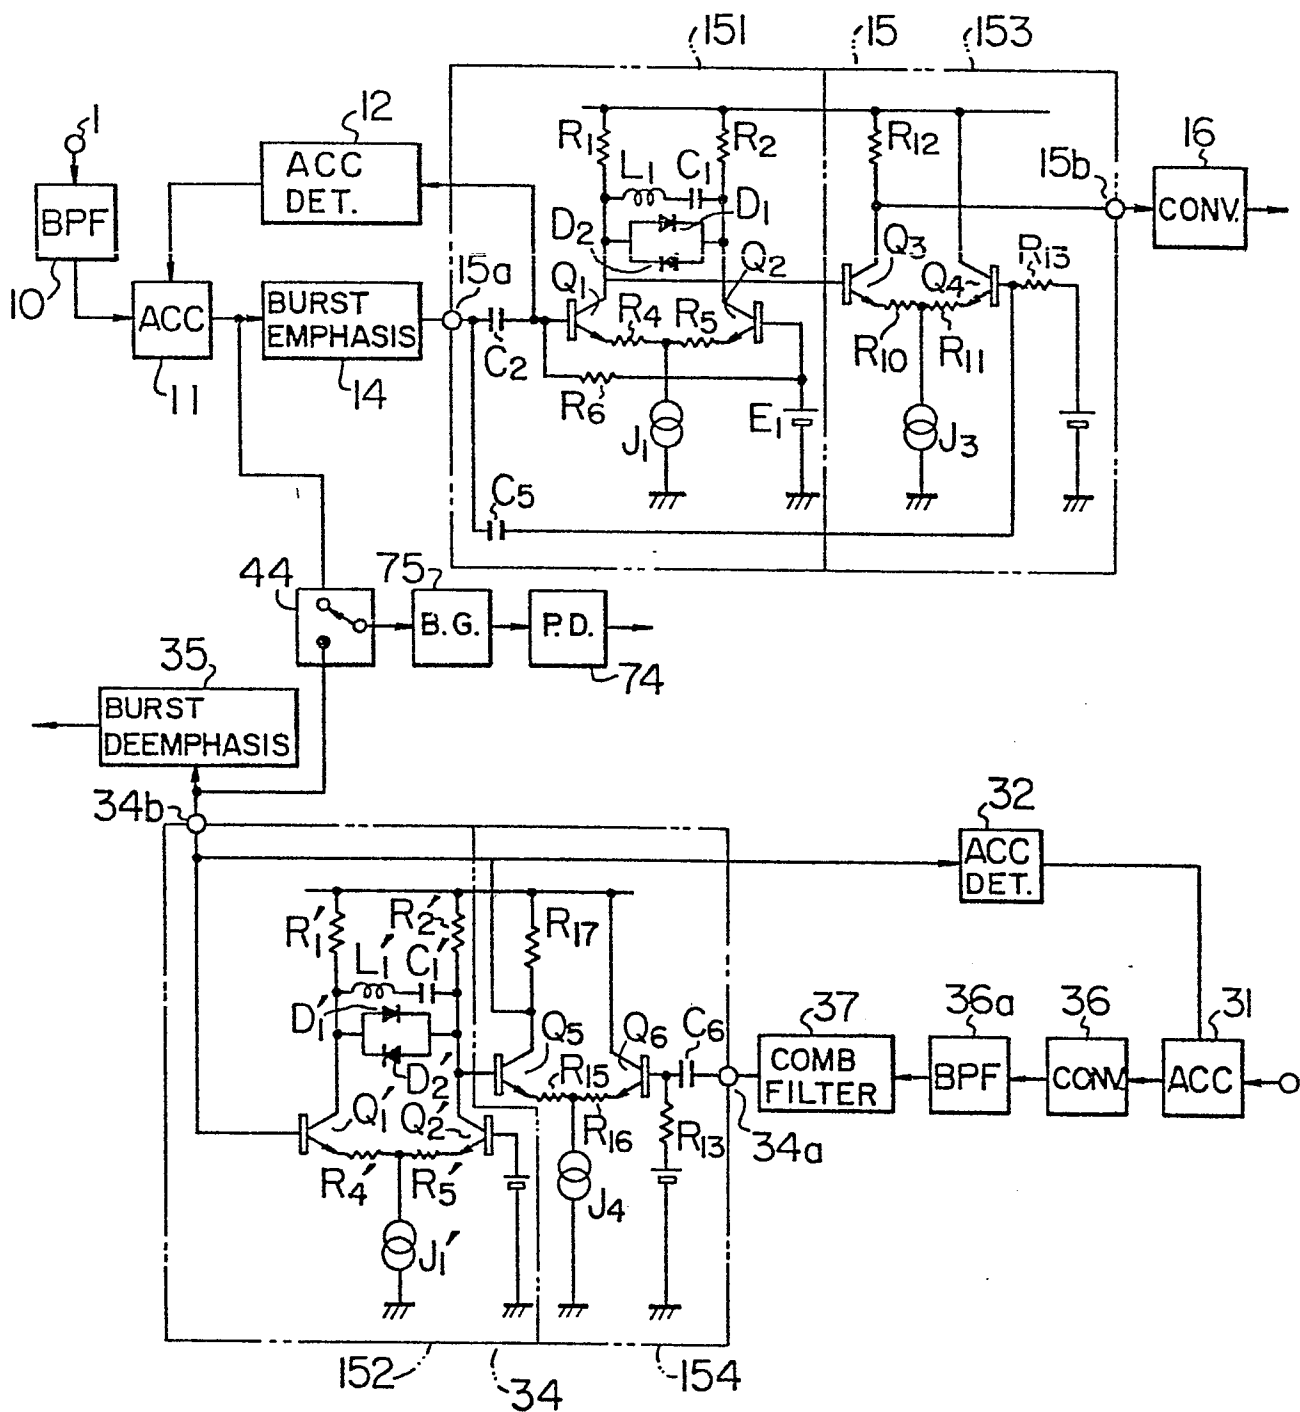 151
15
153
1
12
R1
R2
R12
16
ACC
DET.
L1
C1
15b
BPF
D2
D1
CONV.
10
15a
Q1
Q2
Q3
Q4
R13
ACC
BURST
EMPHASIS
R4
R5
C2
R10
R11
11
14
R6
J1
E1
J3
C5
44
75
B.G.
P.D.
35
74
BURST
DEEMPHASIS
34b
32
ACC
DET.
R1'
R2'
R17
L1'
C1'
D1'
Q5
Q6
C6
37
36a
36
31
D2'
R15
COMB
FILTER
BPF
CONV.
ACC
Q1'
Q2'
R16
R13
34a
R4'
R5'
J4
J1'
152
34
154